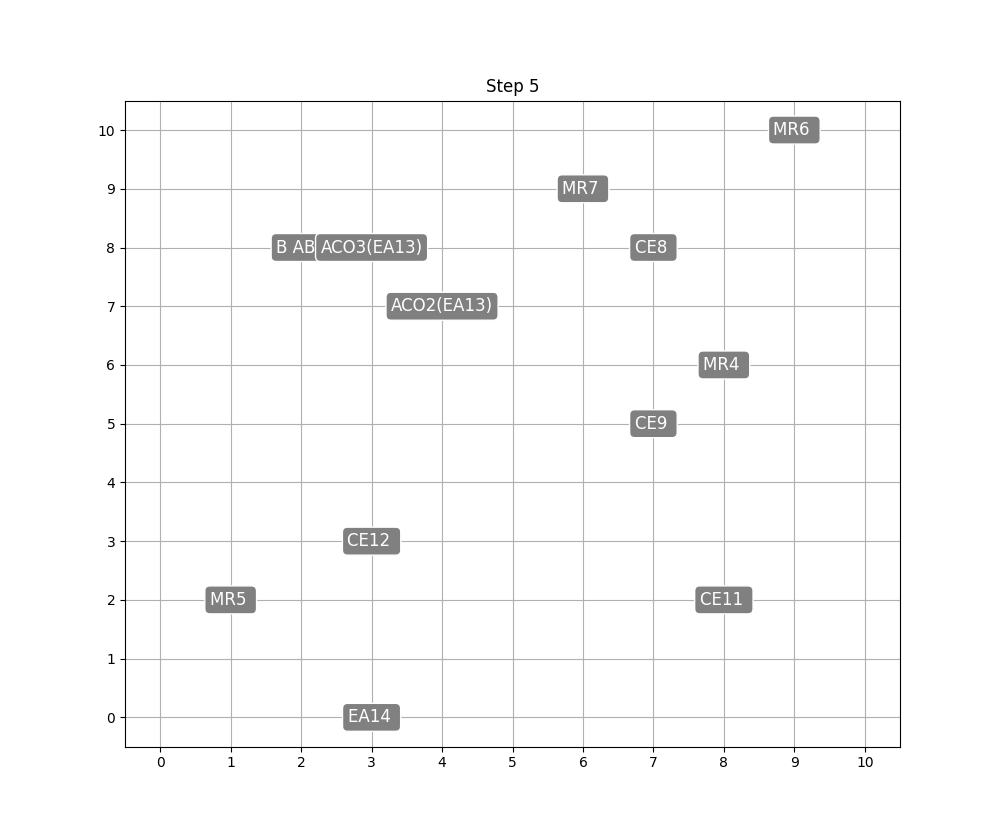 Step 5
10
MR6
9
MR7
8
B AB
ACO3(EA13)
CE8
7
ACO2(EA13)
6
MR4
5
CE9
4
3
CE12
2
MR5
CE11
1
0
EA14
0 1 2 3 4 5 6 7 8 9 10